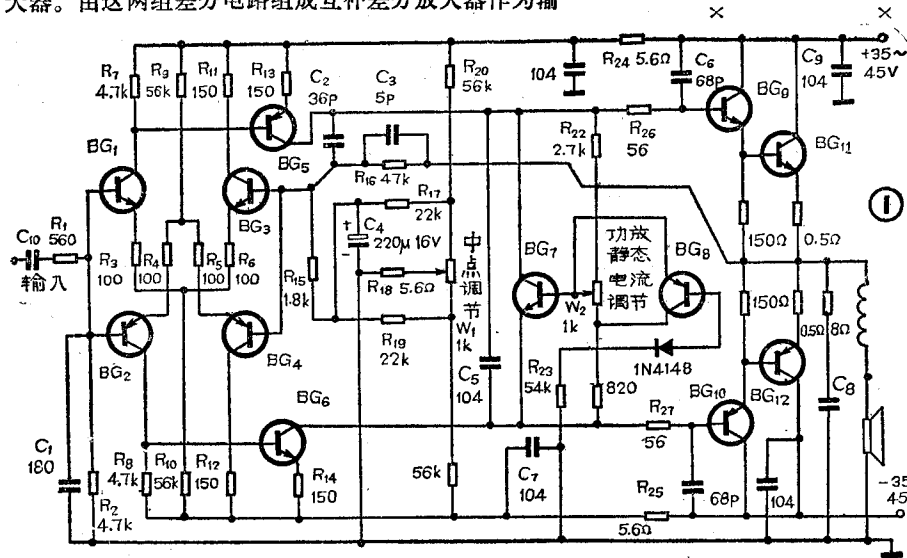 大器。由这两组差分电路组成互补差分放大器作为输
R7
4.7k
R9
56k
R11
150
R13
150
C2
36p
C3
5p
R20
56k
104
R24 5.6Ω
C6
68p
BG9
C9
104
+35~
45V
BG1
BG5
R22
2.7k
R26
56
BG11
R16 47k
R17
22k
BG3
C10
R1
560
输入
R3
100
R4
100
R5
100
R6
100
R15
1.8k
C4
220μ 16V
+
-
R18 5.6Ω
中点调节
W1
1k
BG7
功放
静态
电流
调节
W2
1k
BG8
150Ω
0.5Ω
①
R19
22k
BG2
BG4
C5
104
R23
54k
1N4148
150Ω
0.5Ω
8Ω
C8
BG6
820
BG10
BG12
R27
56
C1
180
R8
4.7k
R10
56k
R12
150
R14
150
56k
C7
104
R2
4.7k
R25
5.6Ω
68p
104
-35
45